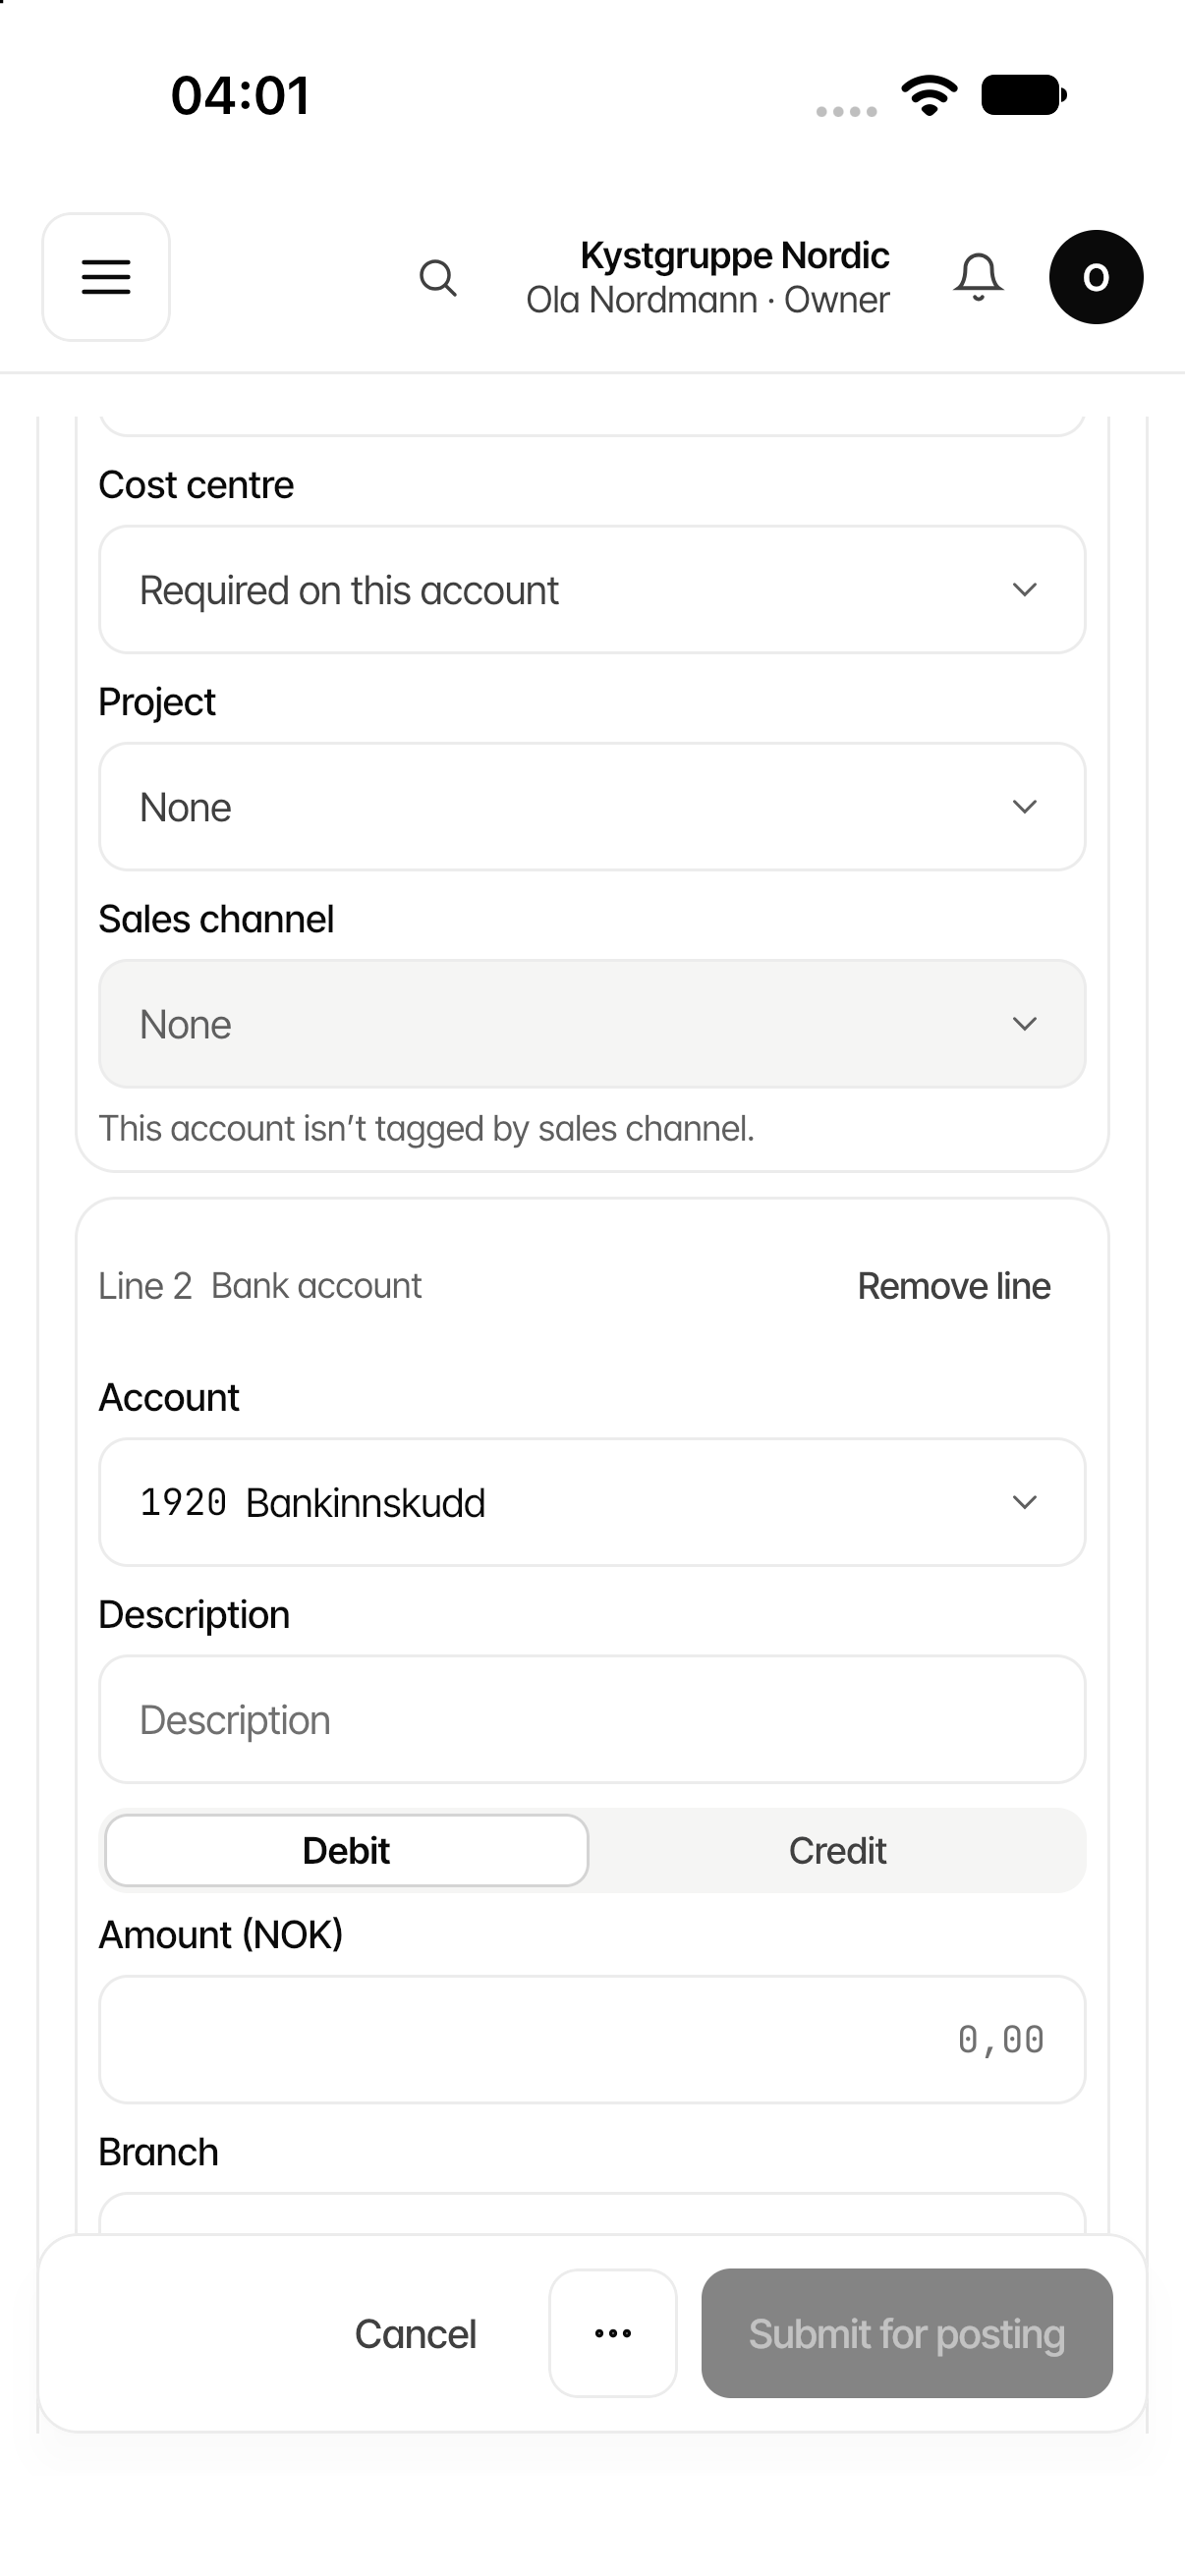 04:01
Kystgruppe Nordic
Ola Nordmann · Owner
O
Cost centre
Required on this account
Project
None
Sales channel
None
This account isn’t tagged by sales channel.
Line 2 Bank account Remove line
Account
1920 Bankinnskudd
Description
Description
Debit Credit
Amount (NOK)
0,00
Branch
Cancel ••• Submit for posting